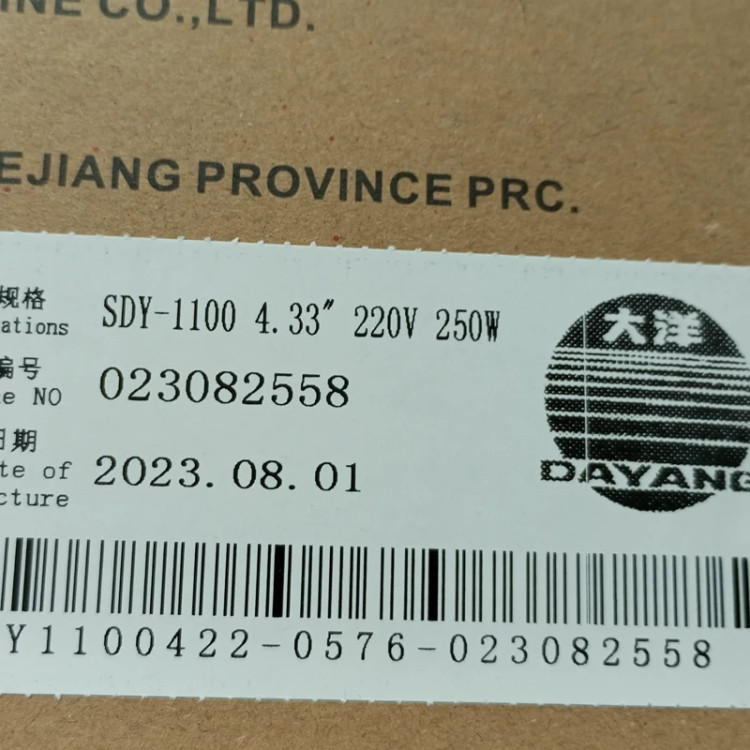 INE CO.,LTD.
EJIANG PROVINCE PRC.
规格
ations
SDY-1100 4.33" 220V 250W
编号
e NO
023082558
日期
te of
cture
2023.08.01
大洋
DAYANG
Y1100422-0576-023082558